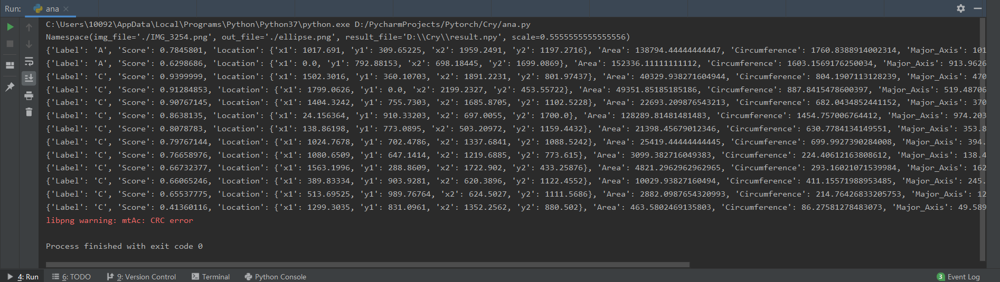 Run: ana
C:\Users\10092\AppData\Local\Programs\Python\Python37\python.exe D:/PycharmProjects/Pytorch/Cry/ana.py
Namespace(img_file='./IMG_3254.png', out_file='./ellipse.png', result_file='D:\\Cry\\result.npy', scale=0.5555555555555556)
{'Label': 'A', 'Score': 0.7845801, 'Location': {'x1': 1017.691, 'y1': 309.65225, 'x2': 1959.2491, 'y2': 1197.2716}, 'Area': 138794.44444444447, 'Circumference': 1760.8388914002314, 'Major_Axis': 101
{'Label': 'A', 'Score': 0.6298686, 'Location': {'x1': 0.0, 'y1': 792.88153, 'x2': 698.18445, 'y2': 1699.0869}, 'Area': 152336.11111111112, 'Circumference': 1603.1569176250034, 'Major_Axis': 913.9626
{'Label': 'C', 'Score': 0.9399999, 'Location': {'x1': 1502.3016, 'y1': 360.10703, 'x2': 1891.2231, 'y2': 801.97437}, 'Area': 40329.938271604944, 'Circumference': 804.1907113128239, 'Major_Axis': 470
{'Label': 'C', 'Score': 0.91284853, 'Location': {'x1': 1799.0626, 'y1': 0.0, 'x2': 2199.2327, 'y2': 453.55722}, 'Area': 49351.85185185186, 'Circumference': 887.8415478600397, 'Major_Axis': 519.48706
{'Label': 'C', 'Score': 0.90767145, 'Location': {'x1': 1404.3242, 'y1': 755.7303, 'x2': 1685.8705, 'y2': 1102.5228}, 'Area': 22693.209876543213, 'Circumference': 682.0434852441152, 'Major_Axis': 370
{'Label': 'C', 'Score': 0.8638135, 'Location': {'x1': 24.156364, 'y1': 910.33203, 'x2': 697.0055, 'y2': 1700.0}, 'Area': 128289.81481481483, 'Circumference': 1454.757006764412, 'Major_Axis': 974.203
{'Label': 'C', 'Score': 0.8078783, 'Location': {'x1': 138.86198, 'y1': 773.0895, 'x2': 503.20972, 'y2': 1159.4432}, 'Area': 21398.45679012346, 'Circumference': 630.7784134149551, 'Major_Axis': 353.8
{'Label': 'C', 'Score': 0.79767144, 'Location': {'x1': 1024.7678, 'y1': 702.4786, 'x2': 1337.6841, 'y2': 1088.5242}, 'Area': 25419.44444444445, 'Circumference': 699.9927390284008, 'Major_Axis': 394.
{'Label': 'C', 'Score': 0.76658976, 'Location': {'x1': 1080.6509, 'y1': 647.1414, 'x2': 1219.6885, 'y2': 773.615}, 'Area': 3099.382716049383, 'Circumference': 224.40612163808612, 'Major_Axis': 138.4
{'Label': 'C', 'Score': 0.66732377, 'Location': {'x1': 1563.1996, 'y1': 288.8609, 'x2': 1722.902, 'y2': 433.25876}, 'Area': 4821.2962962962965, 'Circumference': 293.16021071539984, 'Major_Axis': 162
{'Label': 'C', 'Score': 0.66065246, 'Location': {'x1': 389.83334, 'y1': 903.9281, 'x2': 620.3896, 'y2': 1122.4552}, 'Area': 10029.93827160494, 'Circumference': 411.15571988953485, 'Major_Axis': 245.
{'Label': 'C', 'Score': 0.65537775, 'Location': {'x1': 513.69525, 'y1': 989.76764, 'x2': 624.5027, 'y2': 1111.5686}, 'Area': 2882.0987654320993, 'Circumference': 214.76426833205753, 'Major_Axis': 12
{'Label': 'C', 'Score': 0.41360116, 'Location': {'x1': 1299.3035, 'y1': 831.0961, 'x2': 1352.2562, 'y2': 880.502}, 'Area': 463.5802469135803, 'Circumference': 86.27581278483073, 'Major_Axis': 49.589
libpng warning: mtAc: CRC error
Process finished with exit code 0
4: Run 6: TODO 9: Version Control Terminal Python Console 3 Event Log